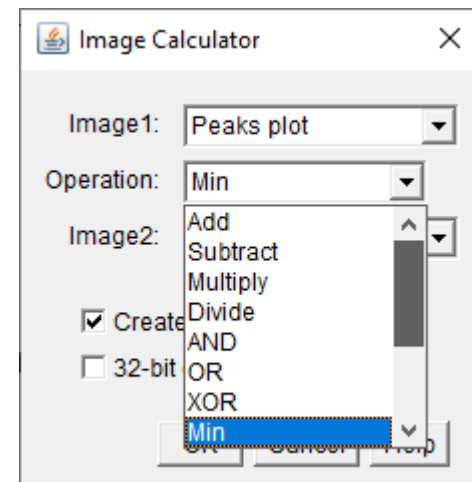 Image Calculator
Image1: Peaks plot
Operation: Min
Add
Image2:
Subtract
Multiply
Divide
Create
AND
32-bit
OR
XOR
Min